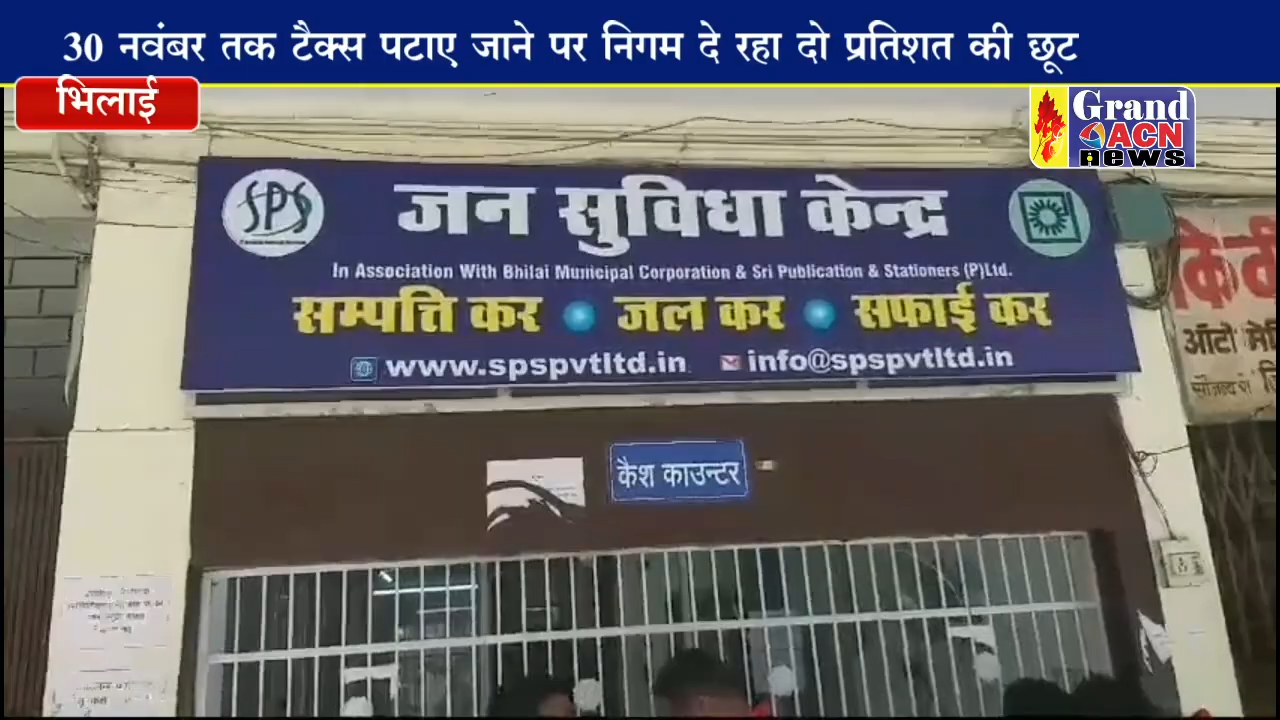 30 नवंबर तक टैक्स पटाए जाने पर निगम दे रहा दो प्रतिशत की छूट
भिलाई
Grand
ACN
news
SPS
जन सुविधा केन्द्र
In Association With Bhilai Municipal Corporation & Sri Publication & Stationers (P)Ltd.
सम्पत्ति कर जल कर सफाई कर
www.spspvtltd.in info@spspvtltd.in
ऑटो
कैश काउन्टर